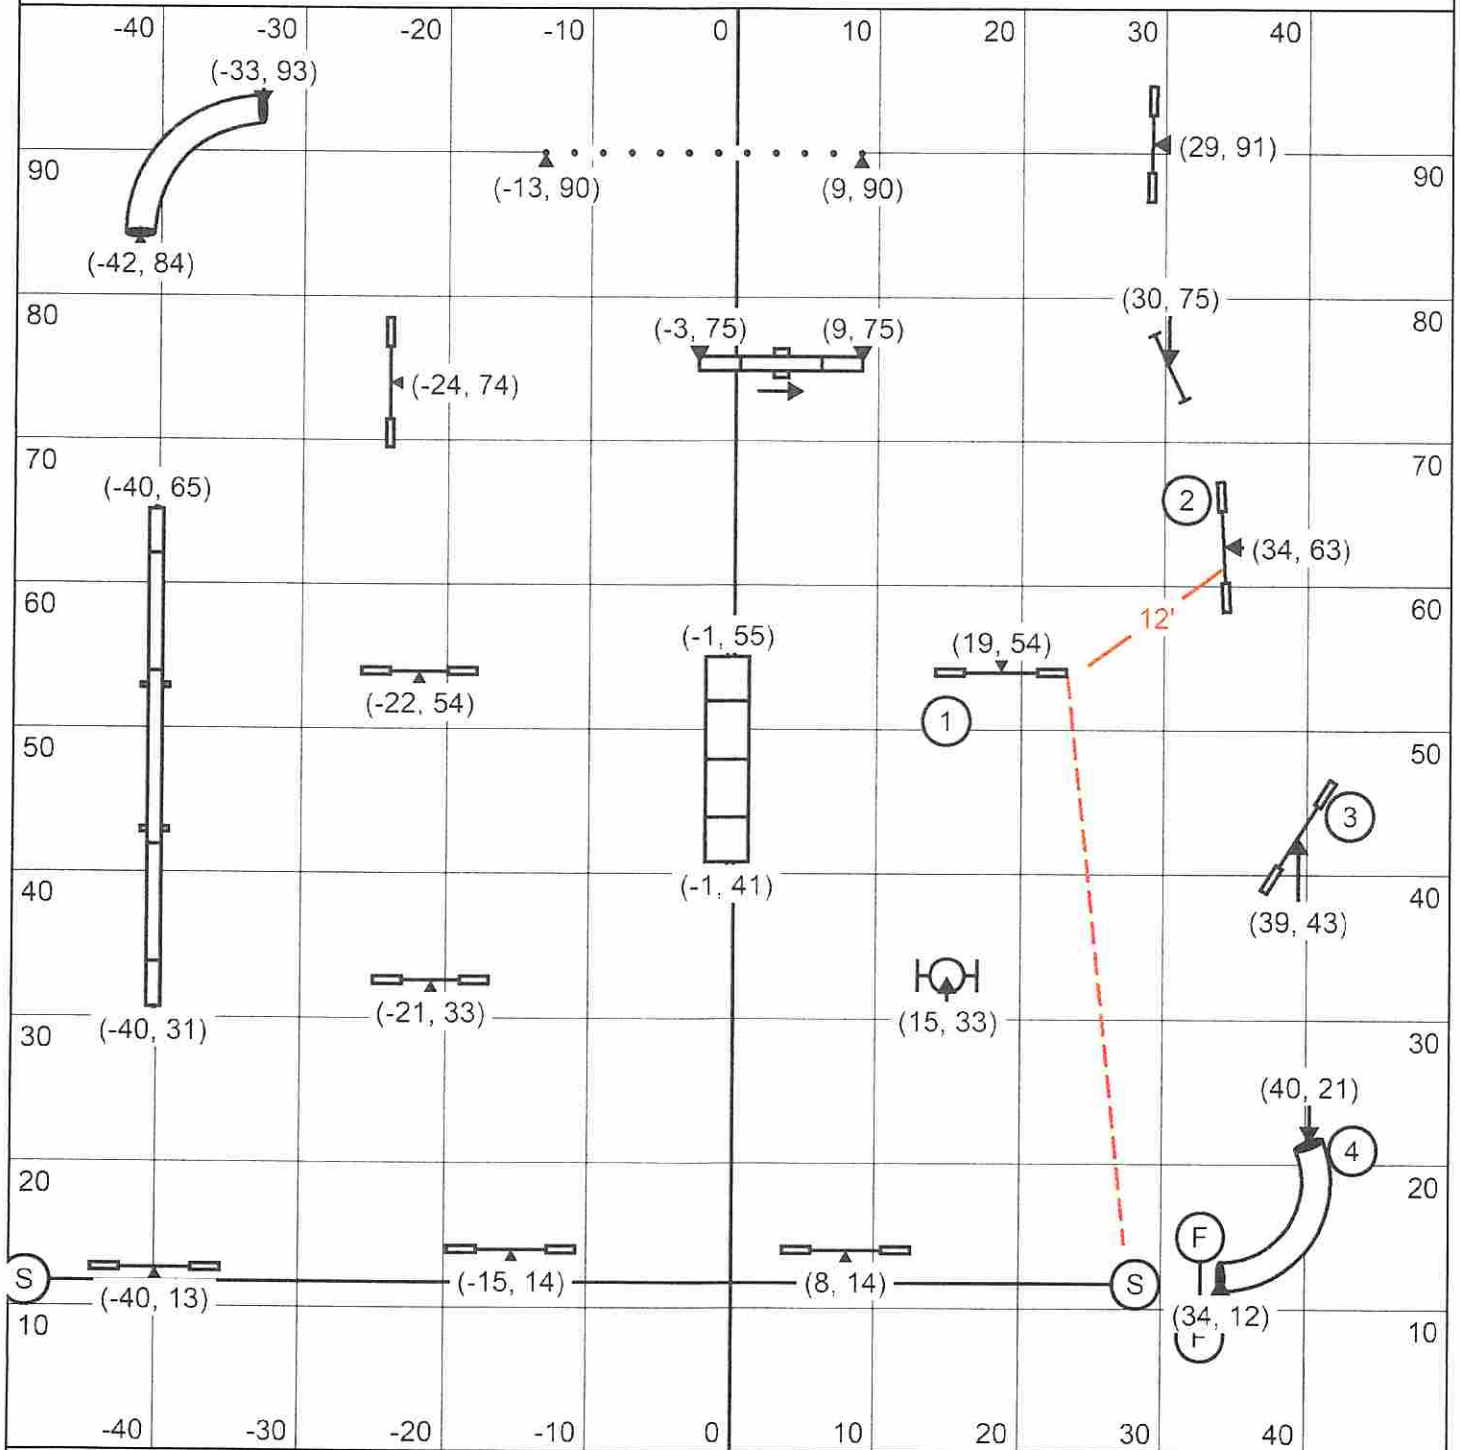 -40 -30 -20 -10 0 10 20 30 40
(-33, 93)
90 (-13, 90) (9, 90) (29, 91) 90
(-42, 84)
80 (-3, 75) (9, 75) (30, 75) 80
(-24, 74)
70 70
(-40, 65) 2
(34, 63)
60 12' 60
(-1, 55) (19, 54)
(-22, 54)
50 1 50
3
40 (-1, 41) 40
(39, 43)
(-40, 31) (-21, 33) (15, 33)
30 30
(40, 21)
4
20 20
F
S (-40, 13) (-15, 14) (8, 14) S
10 (34, 12) 10
F
-40 -30 -20 -10 0 10 20 30 40